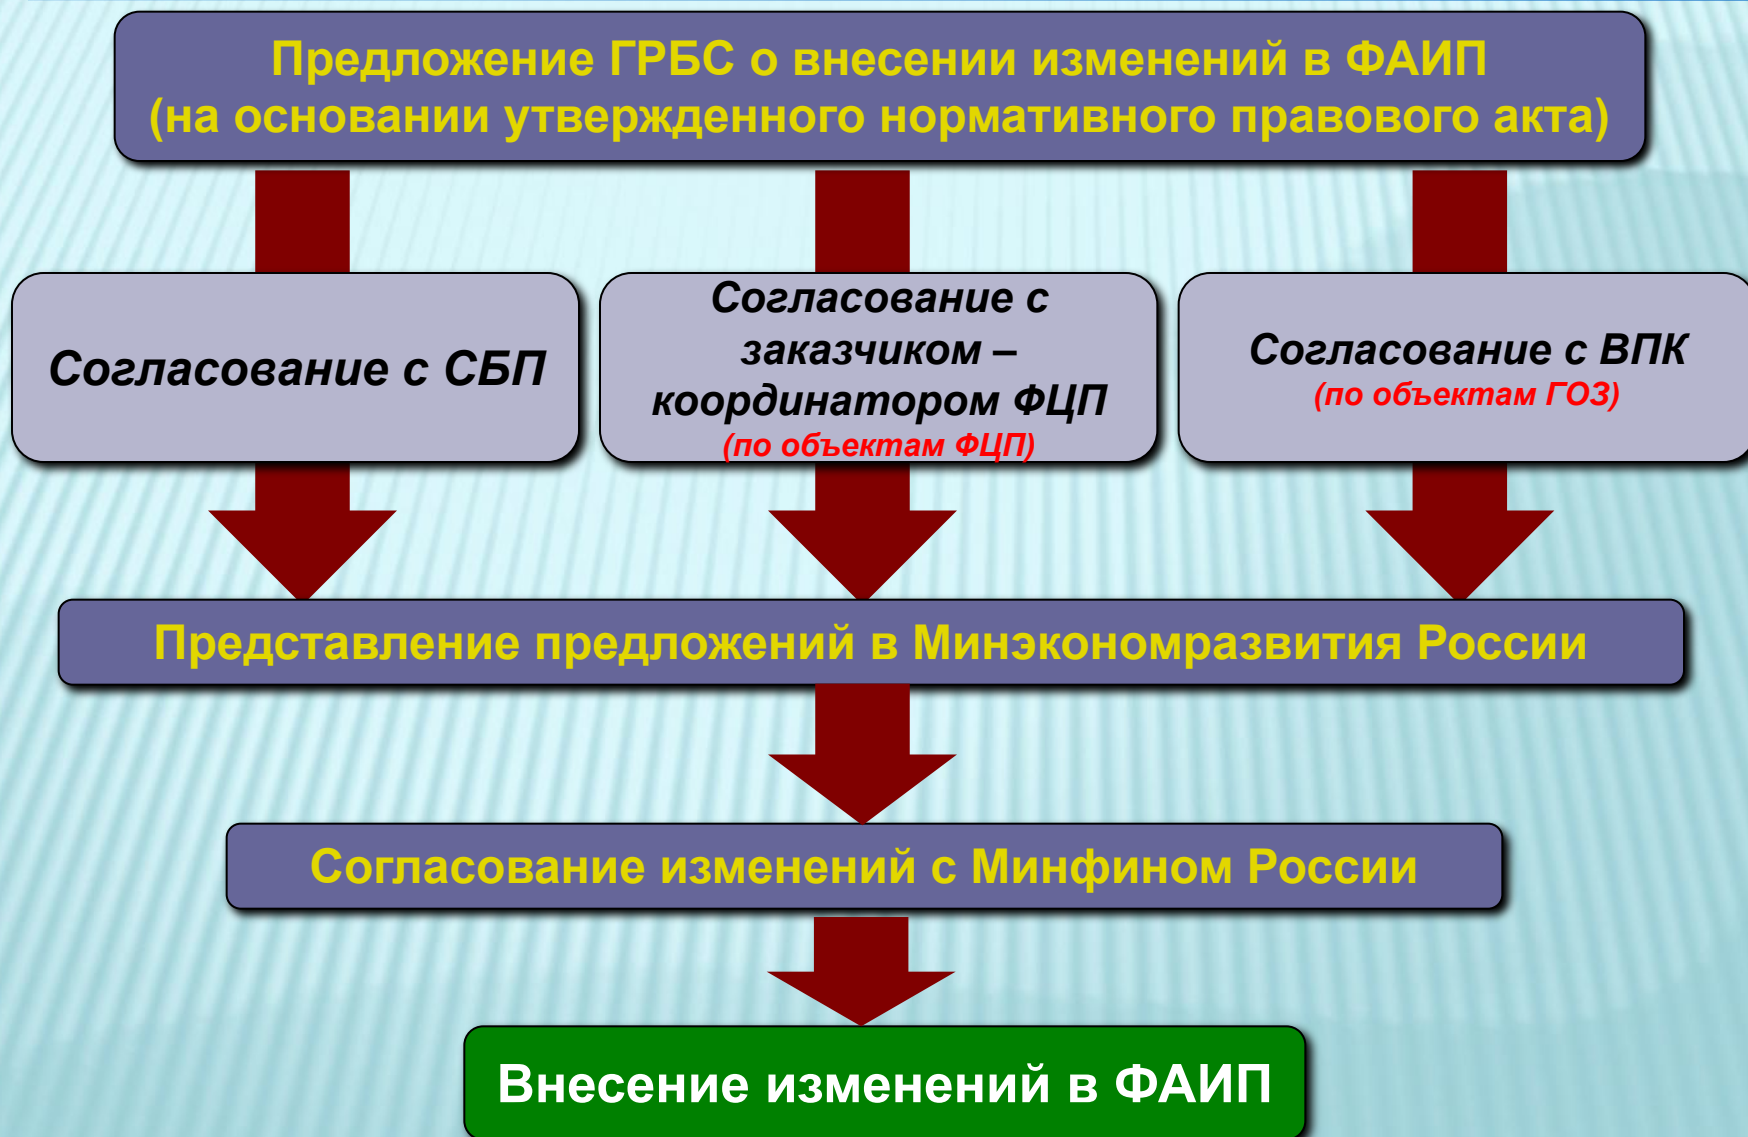 Предложение ГРБС о внесении изменений в ФАИП
(на основании утвержденного нормативного правового акта)
Согласование с СБП
Согласование с
заказчиком –
координатором ФЦП
(по объектам ФЦП)
Согласование с ВПК
(по объектам ГОЗ)
Представление предложений в Минэкономразвития России
Согласование изменений с Минфином России
Внесение изменений в ФАИП